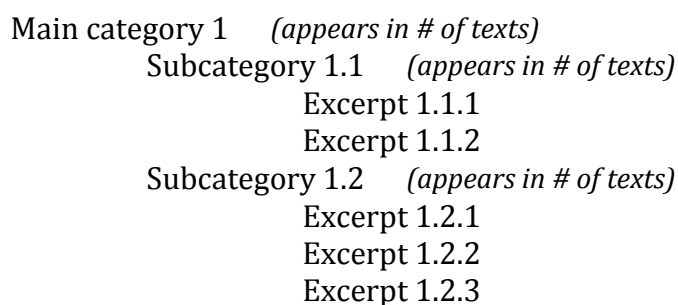 Main category 1 (appears in # of texts)
Subcategory 1.1 (appears in # of texts)
Excerpt 1.1.1
Excerpt 1.1.2
Subcategory 1.2 (appears in # of texts)
Excerpt 1.2.1
Excerpt 1.2.2
Excerpt 1.2.3